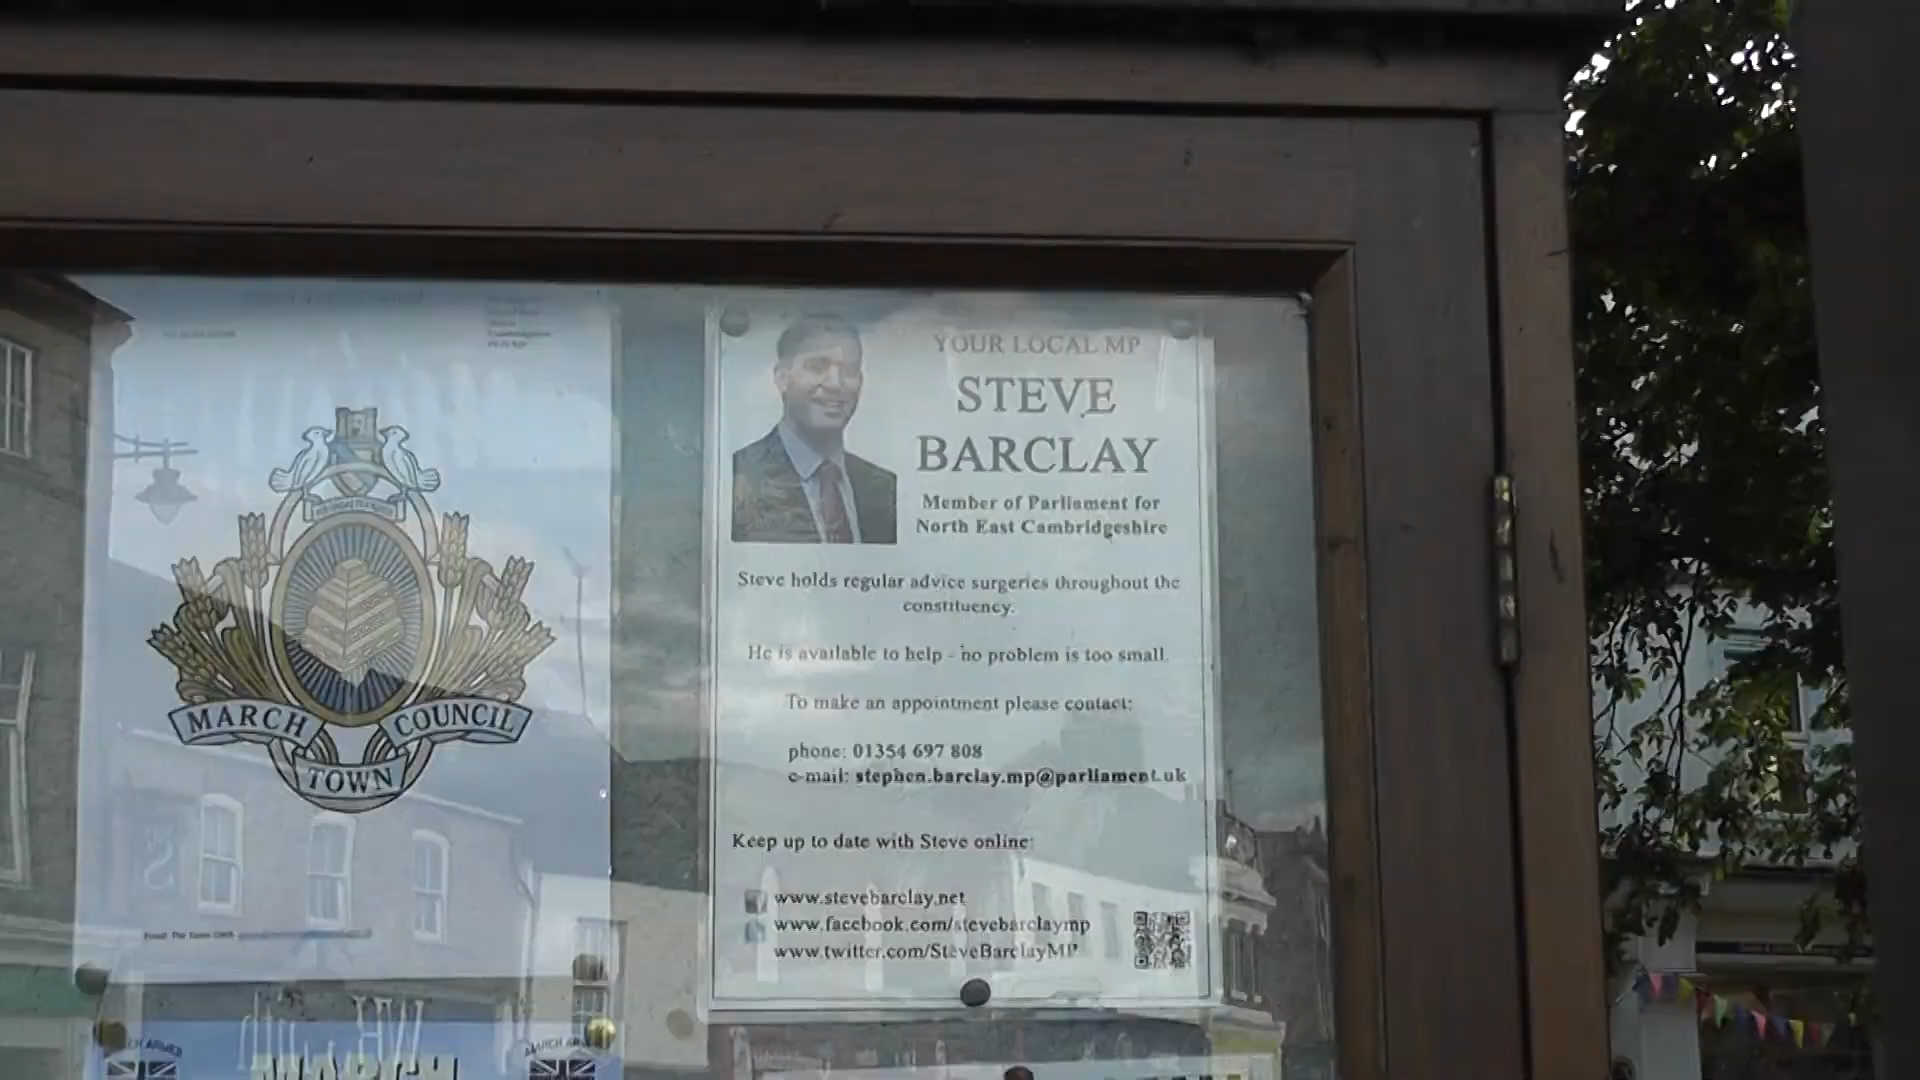 MARCH COUNCIL
TOWN
YOUR LOCAL MP
STEVE
BARCLAY
Member of Parliament for
North East Cambridgeshire
Steve holds regular advice surgeries throughout the
constituency.
He is available to help - no problem is too small.
To make an appointment please contact:
phone: 01354 697 808
e-mail: stephen.barclay.mp@parliament.uk
Keep up to date with Steve online:
www.stevebarclay.net
www.facebook.com/stevebarclaymp
www.twitter.com/SteveBarclayMP